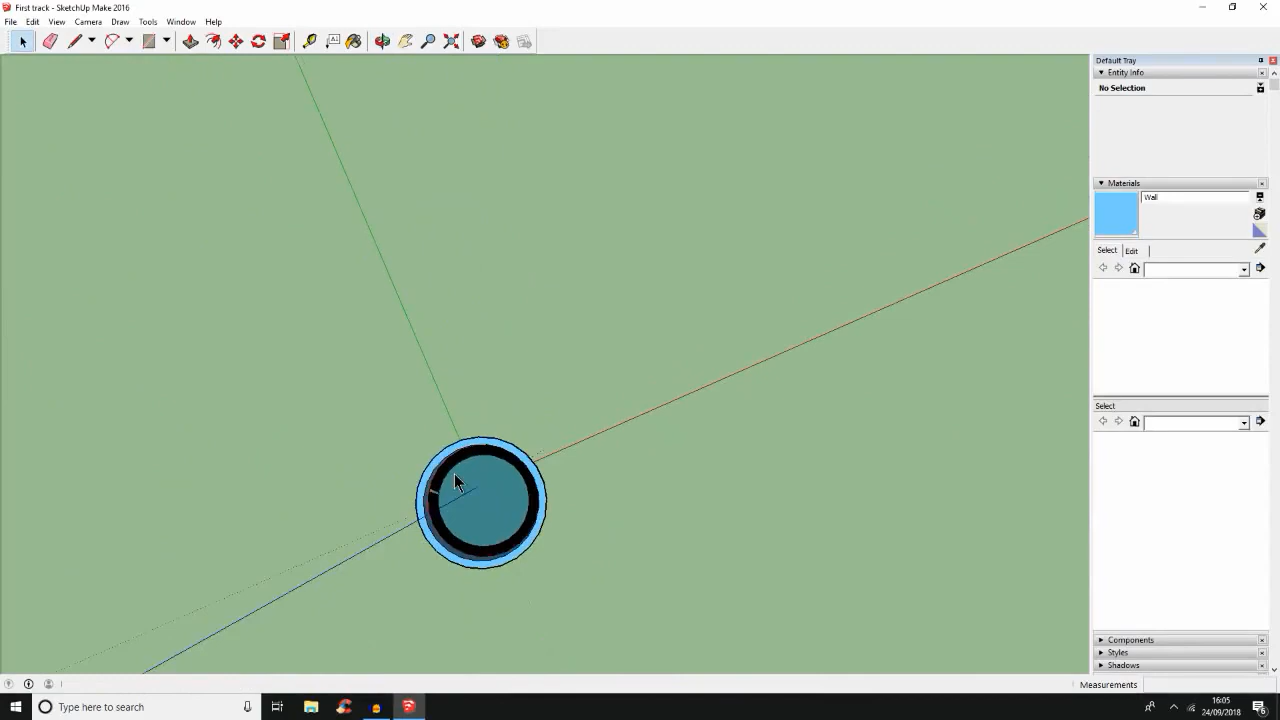 First track - SketchUp Make 2016
File Edit View Camera Draw Tools Window Help
Default Tray
Entity Info
No Selection
Materials
Wall
Select Edit
Select
Components
Styles
Shadows
Measurements
Type here to search
16:05
24/09/2018